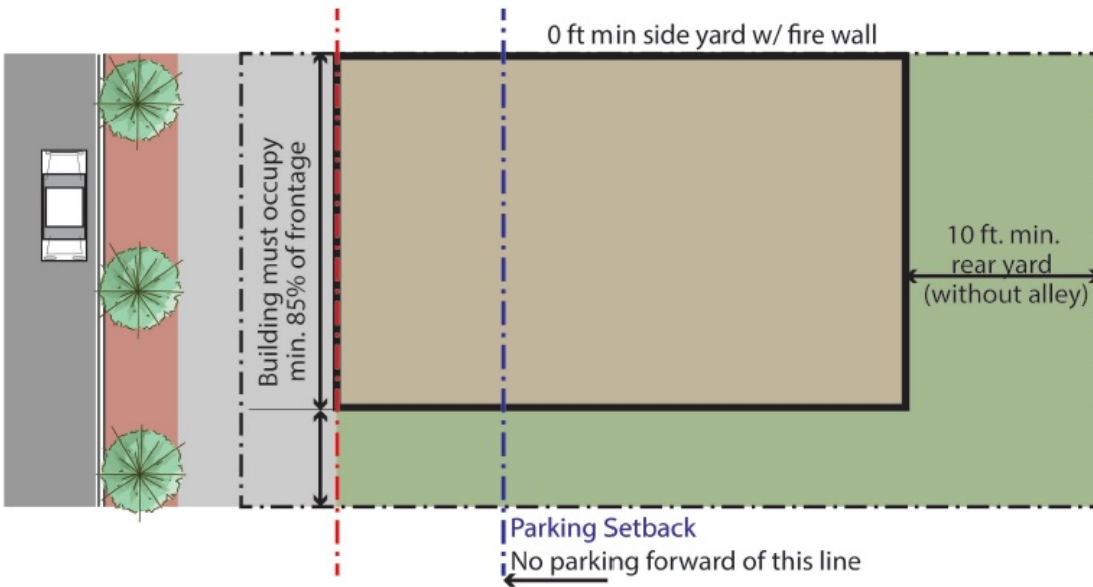 0 ft min side yard w/ fire wall
Building must occupy
min. 85% of frontage
10 ft. min.
rear yard
(without alley)
Parking Setback
No parking forward of this line